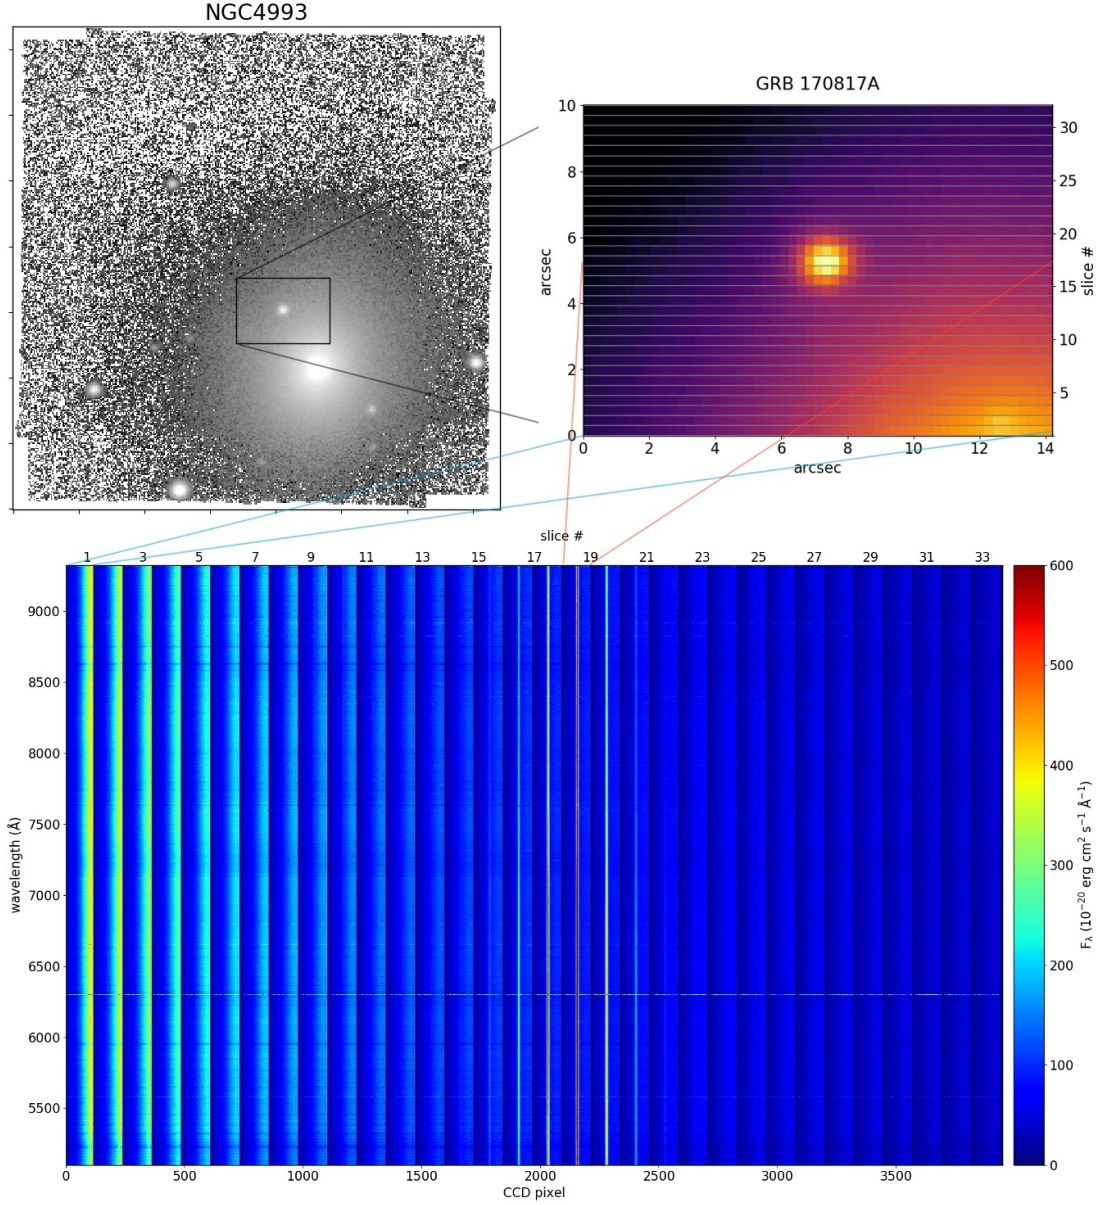 NGC4993
GRB 170817A
10
8
6
4
2
0
arcsec
0 2 4 6 8 10 12 14
arcsec
30
25
20
15
10
5
slice #
slice #
1 3 5 7 9 11 13 15 17 19 21 23 25 27 29 31 33
9000
8500
8000
7500
7000
6500
6000
5500
wavelength (Å)
0 500 1000 1500 2000 2500 3000 3500
CCD pixel
600
500
400
300
200
100
0
Fλ (10⁻²⁰ erg cm⁻² s⁻¹ Å⁻¹)